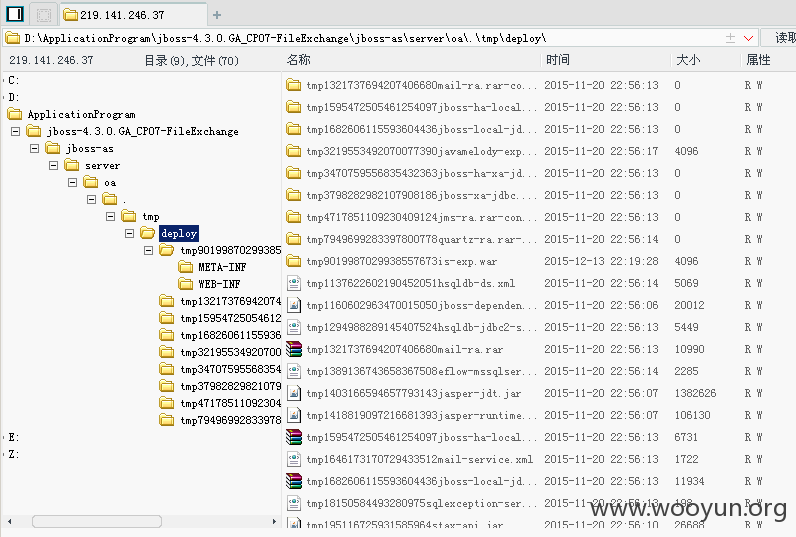 219.141.246.37
D:\ApplicationProgram\jboss-4.3.0.GA_CP07-FileExchange\jboss-as\server\oa\.\tmp\deploy\
读取
219.141.246.37 目录(9),文件(70)
名称 时间 大小 属性
C:
D:
ApplicationProgram
jboss-4.3.0.GA_CP07-FileExchange
jboss-as
server
oa
.
tmp
deploy
tmp90199870299385
META-INF
WEB-INF
tmp13217376942074
tmp15954725054612
tmp16826061155936
tmp32195534920700
tmp34707595568354
tmp37982829821079
tmp47178511092304
tmp79496992833978
E:
Z:
tmp1321737694207406680mail-ra.rar-co... 2015-11-20 22:56:13 0 R W
tmp1595472505461254097jboss-ha-local... 2015-11-20 22:56:13 0 R W
tmp1682606115593604436jboss-local-jd... 2015-11-20 22:56:13 0 R W
tmp3219553492070077390javamelody-exp... 2015-11-20 22:56:17 4096 R W
tmp3470759556835432363jboss-ha-xa-jd... 2015-11-20 22:56:13 0 R W
tmp3798282982107908186jboss-xa-jdbc.... 2015-11-20 22:56:13 0 R W
tmp4717851109230409124jms-ra.rar-con... 2015-11-20 22:56:13 0 R W
tmp7949699283397800778quartz-ra.rar-... 2015-11-20 22:56:14 0 R W
tmp9019987029938557673is-exp.war 2015-12-13 22:19:28 4096 R W
tmp1137622602190452051hsqldb-ds.xml 2015-11-20 22:56:14 5069 R W
tmp1160602963470015050jboss-dependen... 2015-11-20 22:56:06 20012 R W
tmp1294988289145407524hsqldb-jdbc2-s... 2015-11-20 22:56:13 5449 R W
tmp1321737694207406680mail-ra.rar 2015-11-20 22:56:13 10990 R W
tmp1389136743658367508eflow-mssqlser... 2015-11-20 22:56:14 2285 R W
tmp1403166594657793143jasper-jdt.jar 2015-11-20 22:56:07 1382626 R W
tmp1418819097216681393jasper-runtime... 2015-11-20 22:56:07 106130 R W
tmp1595472505461254097jboss-ha-local... 2015-11-20 22:56:13 6731 R W
tmp1646173170729433512mail-service.xml 2015-11-20 22:56:13 1722 R W
tmp1682606115593604436jboss-local-jd... 2015-11-20 22:56:13 11934 R W
tmp18150584493280975sqlexception-ser... 2015-11-20 22:56:13 198 R W
tmp1951167259315859​64stax-api.jar 2015-11-20 22:56:10 26688 R W
www.wooyun.org